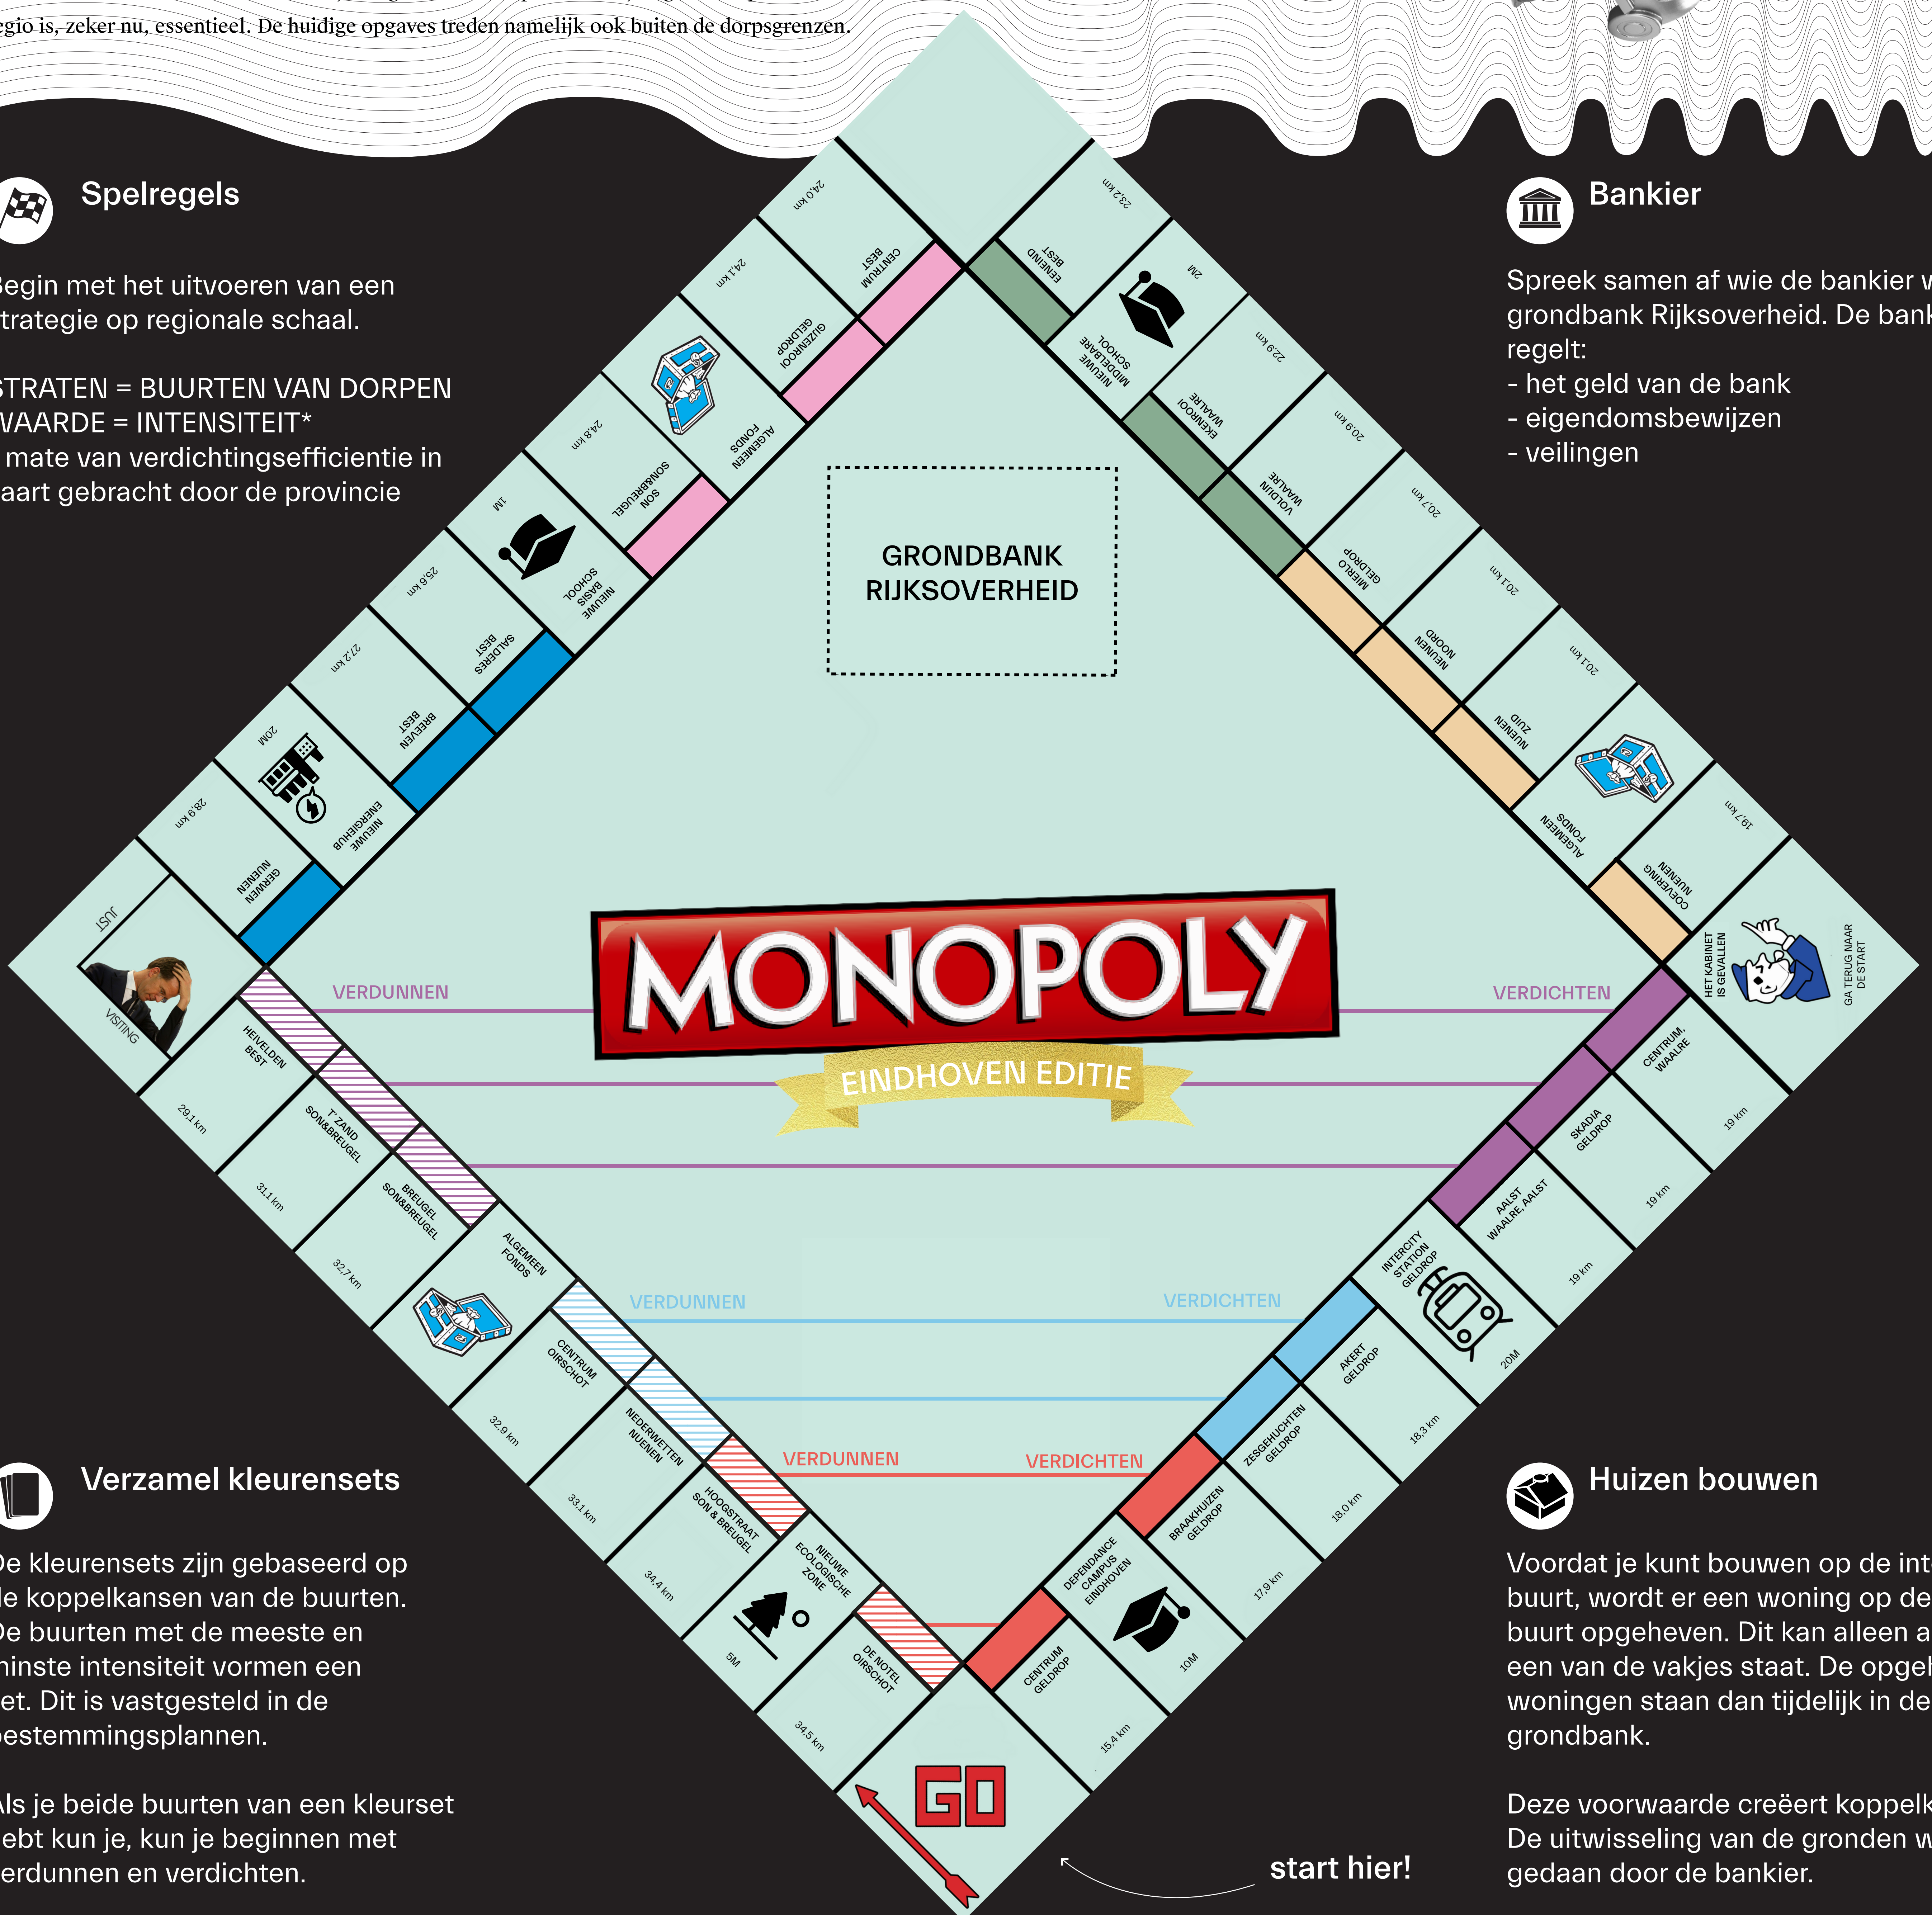 egio is, zeker nu, essentieel. De huidige opgaves treden namelijk ook buiten de dorpsgrenzen.
Spelregels
Begin met het uitvoeren van een
trategie op regionale schaal.
STRATEN = BUURTEN VAN DORPEN
WAARDE = INTENSITEIT*
mate van verdichtingsefficientie in
aart gebracht door de provincie
Bankier
Spreek samen af wie de bankier w
grondbank Rijksoverheid. De bank
regelt:
- het geld van de bank
- eigendomsbewijzen
- veilingen
GRONDBANK
RIJKSOVERHEID
MONOPOLY
EINDHOVEN EDITIE
VERDUNNEN
VERDICHTEN
VERDUNNEN
VERDICHTEN
VERDUNNEN
VERDICHTEN
JUST
VISITING
28,9 km
GERWEN
NUENEN
20M
NIEUWE
ENERGIEHUB
27,2 km
BREEVEN
BEST
25,6 km
SALDERES
BEST
1M
NIEUWE
BASIS
SCHOOL
24,8 km
SON
SON&BREUGEL
ALGEMEEN
FONDS
24,1 km
GIJZENROOI
GELDROP
24,0 km
CENTRUM
BEST
23,2 km
EENEIND
BEST
2M
NIEUWE
MIDDELBARE
SCHOOL
22,9 km
EKENROOI
WAALRE
20,9 km
VOLDIJN
WAALRE
20,7 km
MIERLO
GELDROP
20,1 km
NEUNEN
NOORD
20,1 km
NUENEN
ZUID
ALGEMEEN
FONDS
19,7 km
COEVERING
NUENEN
HET KABINET
IS GEVALLEN
GA TERUG NAAR
DE START
CENTRUM,
WAALRE
19 km
SKADIA
GELDROP
19 km
AALST
WAALRE, AALST
19 km
INTERCITY
STATION
GELDROP
20M
AKERT
GELDROP
18,3 km
ZESGEHUCHTEN
GELDROP
18,0 km
BRAAKHUIZEN
GELDROP
17,9 km
DEPENDANCE
CAMPUS
EINDHOVEN
10M
CENTRUM
GELDROP
15,4 km
GO
DE NOTEL
OIRSCHOT
34,5 km
NIEUWE
ECOLOGISCHE
ZONE
5M
HOOGSTRAAT
SON & BREUGEL
34,4 km
NEDERWETTEN
NUENEN
33,1 km
CENTRUM
OIRSCHOT
32,9 km
ALGEMEEN
FONDS
BREUGEL
SON&BREUGEL
32,7 km
T' ZAND
SON&BREUGEL
31,1 km
HEIVELDEN
BEST
29,1 km
Verzamel kleurensets
De kleurensets zijn gebaseerd op
de koppelkansen van de buurten.
De buurten met de meeste en
minste intensiteit vormen een
et. Dit is vastgesteld in de
bestemmingsplannen.
Als je beide buurten van een kleurset
ebt kun je, kun je beginnen met
erdunnen en verdichten.
Huizen bouwen
Voordat je kunt bouwen op de inte
buurt, wordt er een woning op de
buurt opgeheven. Dit kan alleen a
een van de vakjes staat. De opgeh
woningen staan dan tijdelijk in de
grondbank.
Deze voorwaarde creëert koppelk
De uitwisseling van de gronden w
gedaan door de bankier.
start hier!